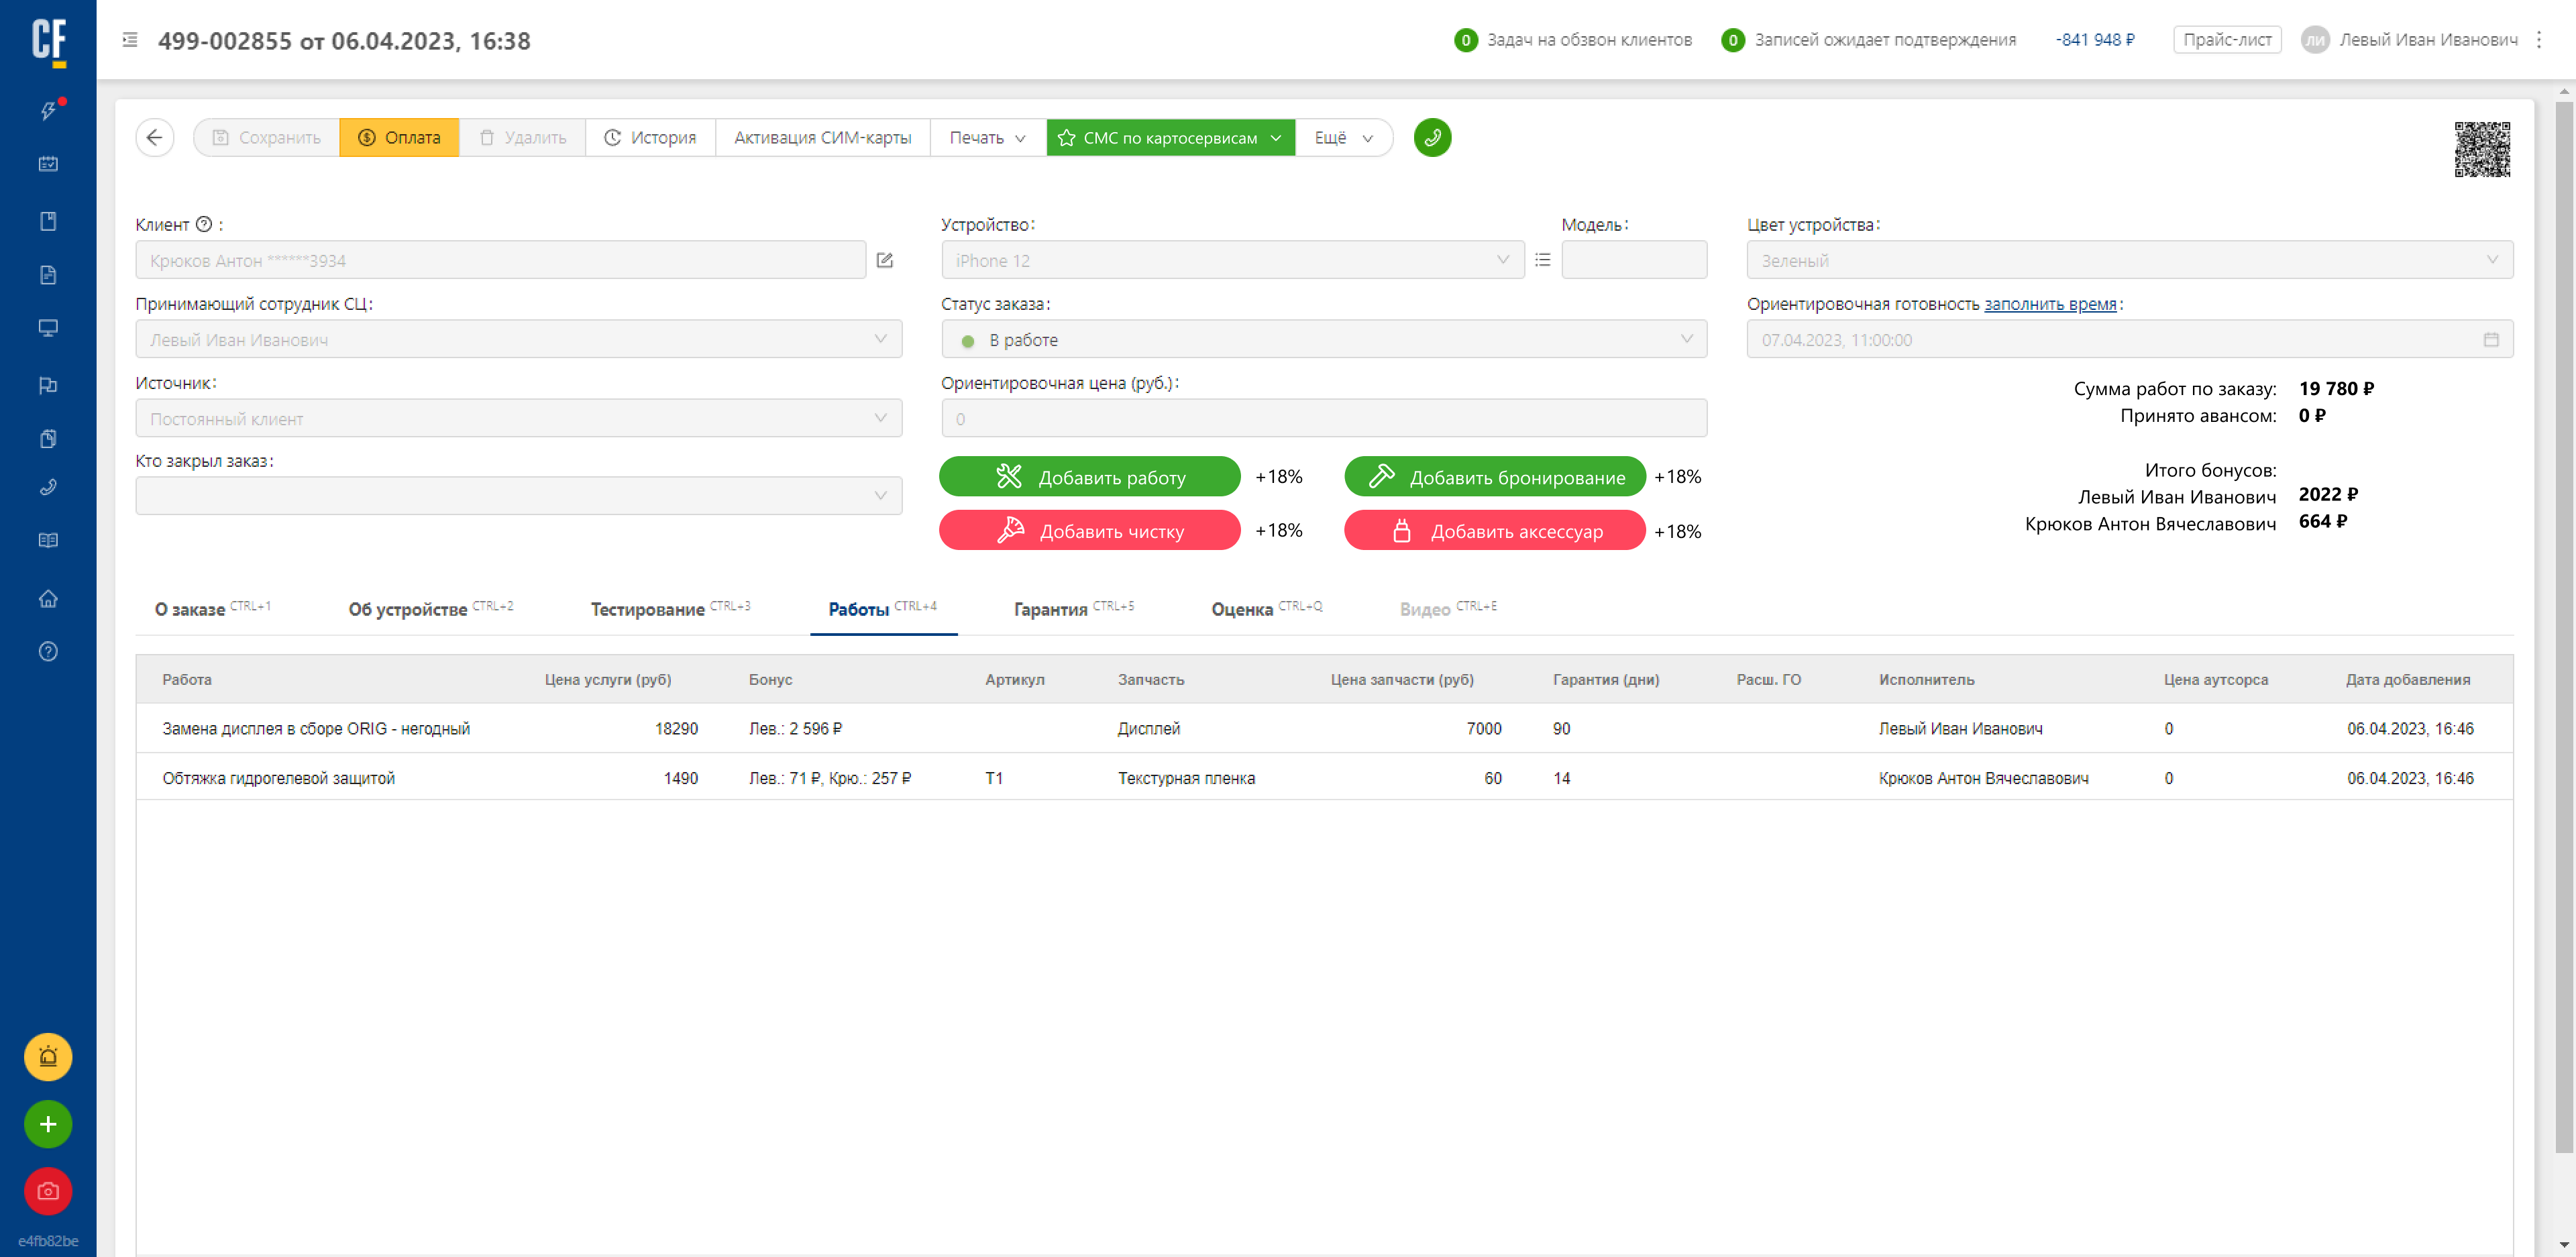 CF
499-002855 от 06.04.2023, 16:38
0 Задач на обзвон клиентов
0 Записей ожидает подтверждения
-841 948 ₽
Прайс-лист
ЛИ Левый Иван Иванович
Сохранить
Оплата
Удалить
История
Активация СИМ-карты
Печать
СМС по картосервисам
Ещё
Клиент ? :
Устройство:
Модель:
Цвет устройства:
Крюков Антон ******3934
iPhone 12
Зеленый
Принимающий сотрудник СЦ:
Статус заказа:
Ориентировочная готовность заполнить время:
Левый Иван Иванович
В работе
07.04.2023, 11:00:00
Источник:
Ориентировочная цена (руб.):
Сумма работ по заказу: 19 780 ₽
Постоянный клиент
0
Принято авансом: 0 ₽
Кто закрыл заказ:
Добавить работу +18%
Добавить бронирование +18%
Добавить чистку +18%
Добавить аксессуар +18%
Итого бонусов:
Левый Иван Иванович 2022 ₽
Крюков Антон Вячеславович 664 ₽
О заказе CTRL+1
Об устройстве CTRL+2
Тестирование CTRL+3
Работы CTRL+4
Гарантия CTRL+5
Оценка CTRL+Q
Видео CTRL+E
Работа Цена услуги (руб) Бонус Артикул Запчасть Цена запчасти (руб) Гарантия (дни) Расш. ГО Исполнитель Цена аутсорса Дата добавления
Замена дисплея в сборе ORIG - негодный 18290 Лев.: 2 596 ₽ Дисплей 7000 90 Левый Иван Иванович 0 06.04.2023, 16:46
Обтяжка гидрогелевой защитой 1490 Лев.: 71 ₽, Крю.: 257 ₽ T1 Текстурная пленка 60 14 Крюков Антон Вячеславович 0 06.04.2023, 16:46
e4fb82be